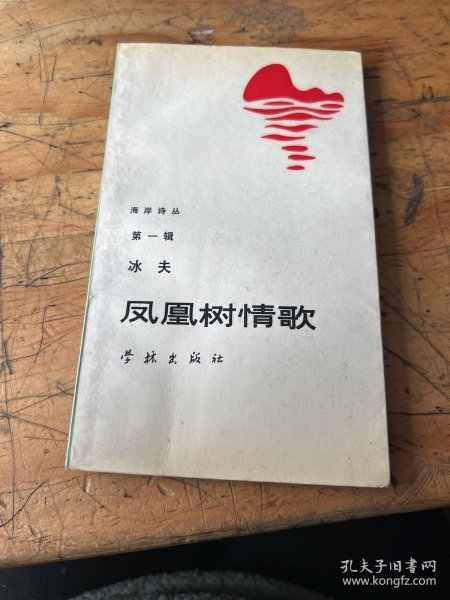 海岸诗丛
第一辑
冰夫
凤凰树情歌
学林出版社
孔夫子旧书网
www.kongfz.com